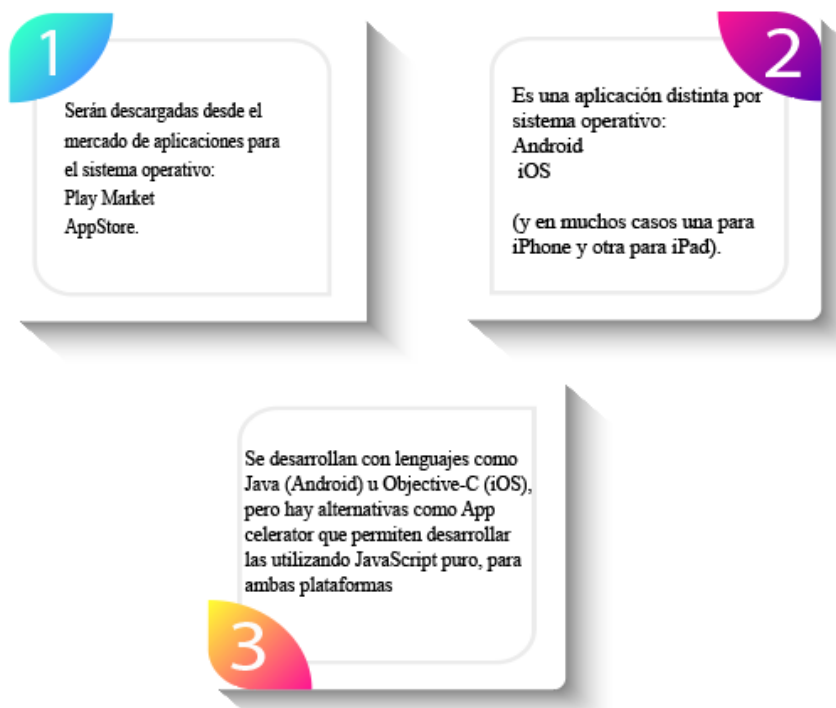 1
Serán descargadas desde el
mercado de aplicaciones para
el sistema operativo:
Play Market
AppStore.
2
Es una aplicación distinta por
sistema operativo:
Android
iOS
(y en muchos casos una para
iPhone y otra para iPad).
Se desarrollan con lenguajes como
Java (Android) u Objective-C (iOS),
pero hay alternativas como App
celerator que permiten desarrollar
las utilizando JavaScript puro, para
ambas plataformas
3